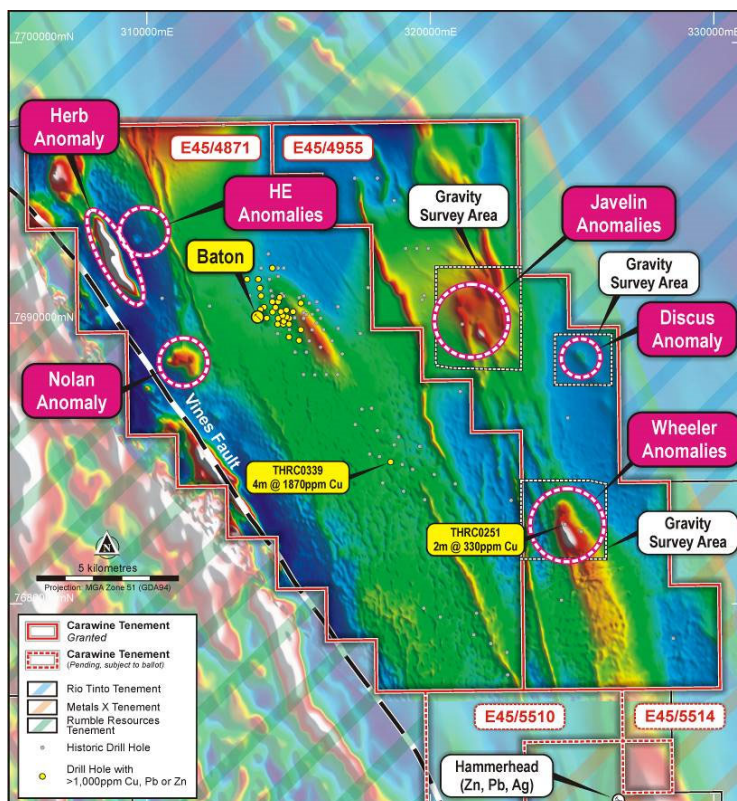 310000mE
320000mE
330000mE
7700000mN
Herb
Anomaly
E45/4871
E45/4955
HE
Anomalies
Gravity
Survey Area
Javelin
Anomalies
Baton
Gravity
Survey Area
7690000mN
Discus
Anomaly
Nolan
Anomaly
Vines Fault
Wheeler
Anomalies
THRC0339
4m @ 1870ppm Cu
THRC0251
2m @ 330ppm Cu
Gravity
Survey Area
N
5 kilometres
Projection: MGA Zone 51 (GDA94)
7680000mN
Carawine Tenement
Granted
Carawine Tenement
(Pending, subject to ballot)
Rio Tinto Tenement
Metals X Tenement
Rumble Resources
Tenement
Historic Drill Hole
Drill Hole with
>1,000ppm Cu, Pb or Zn
E45/5510
E45/5514
Hammerhead
(Zn, Pb, Ag)